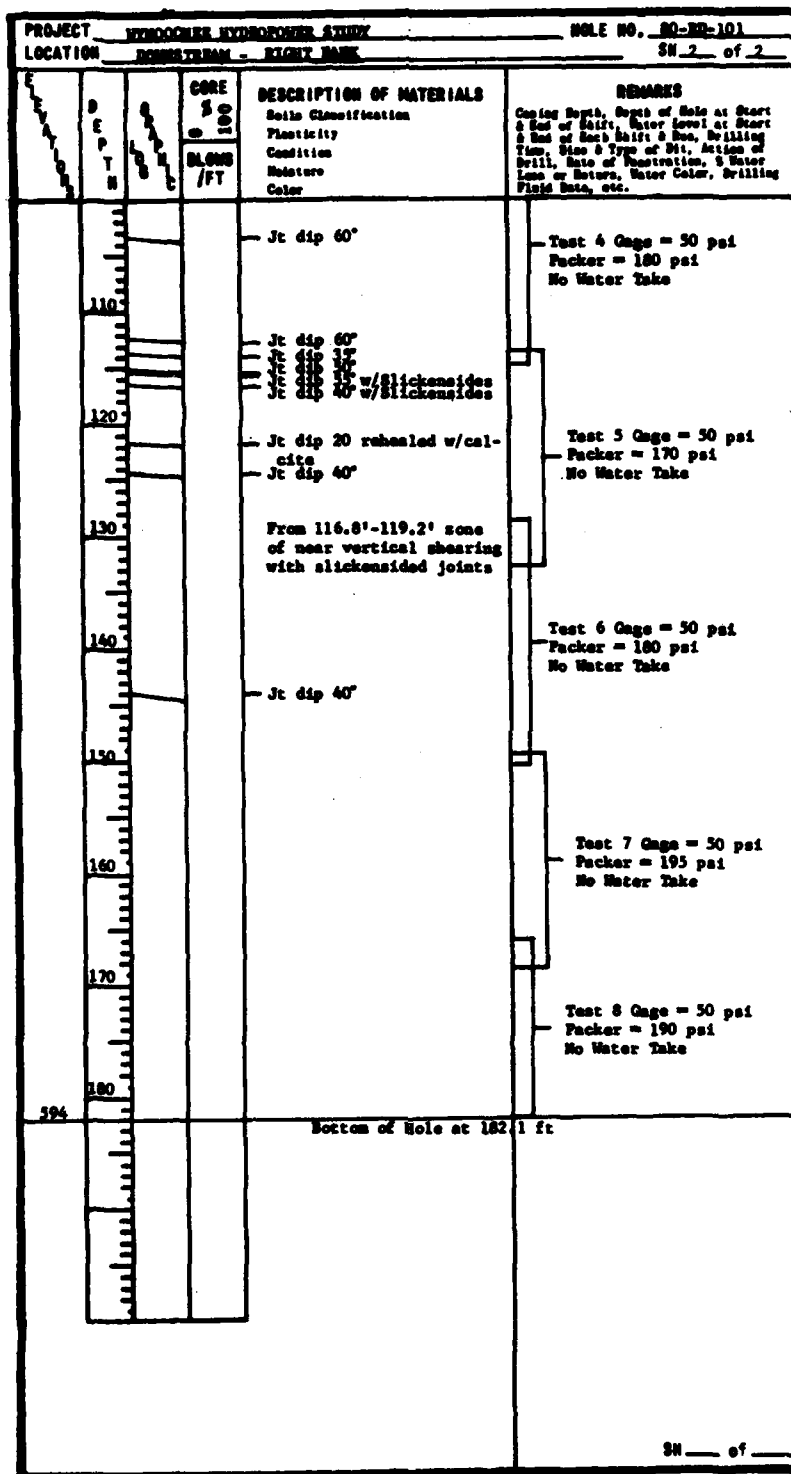 PROJECT WYNOOCHEE HYDROPOWER STUDY HOLE NO. 80-RD-101
LOCATION DOWNSTREAM - RIGHT BANK SH 2 of 2
ELEVATIONS
DEPTH
GRAPHIC LOG
CORE % 0 100
BLOWS /FT
DESCRIPTION OF MATERIALS
Soils Classification
Plasticity
Condition
Moisture
Color
REMARKS
Casing Depth, Depth of Hole at Start
& End of Shift, Water Level at Start
& End of Each Shift & Run, Drilling
Time, Size & Type of Bit, Action of
Drill, Rate of Penetration, % Water
Loss or Return, Water Color, Drilling
Fluid Data, etc.
Jt dip 60°
Test 4 Gage = 50 psi
Packer = 180 psi
No Water Take
110
Jt dip 60°
Jt dip
Jt dip
Jt dip w/Slickensides
Jt dip 40° w/Slickensides
120
Jt dip 20 rehealed w/cal-
cite
Jt dip 40°
Test 5 Gage = 50 psi
Packer = 170 psi
No Water Take
130
From 116.8'-119.2' zone
of near vertical shearing
with slickensided joints
140
Test 6 Gage = 50 psi
Packer = 180 psi
No Water Take
Jt dip 40°
150
160
Test 7 Gage = 50 psi
Packer = 195 psi
No Water Take
170
Test 8 Gage = 50 psi
Packer = 190 psi
No Water Take
180
594
Bottom of Hole at 182.1 ft
SH of